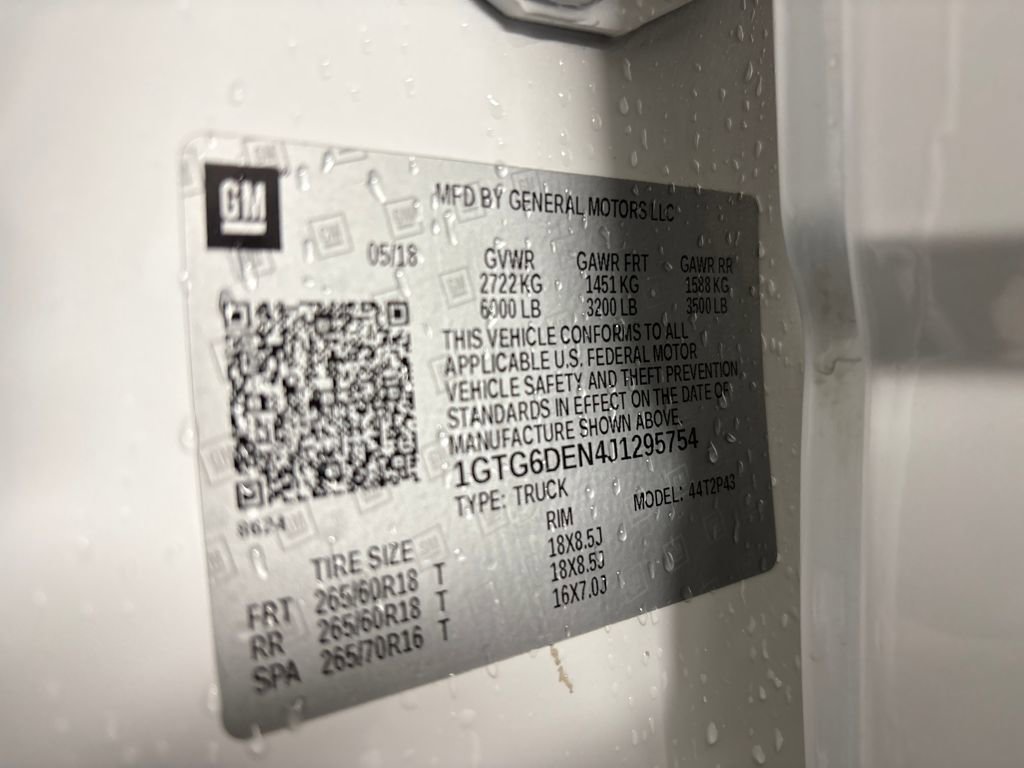 GM
MFD BY GENERAL MOTORS LLC
05/18
GVWR GAWR FRT GAWR RR
2722 KG 1451 KG 1588 KG
6000 LB 3200 LB 3500 LB
THIS VEHICLE CONFORMS TO ALL
APPLICABLE U.S. FEDERAL MOTOR
VEHICLE SAFETY AND THEFT PREVENTION
STANDARDS IN EFFECT ON THE DATE OF
MANUFACTURE SHOWN ABOVE.
1GTG6DEN4J1295754
TYPE: TRUCK MODEL: 44T2P43
8624
TIRE SIZE RIM
FRT 265/60R18 T 18X8.5J
RR 265/60R18 T 18X8.5J
SPA 265/70R16 T 16X7.0J